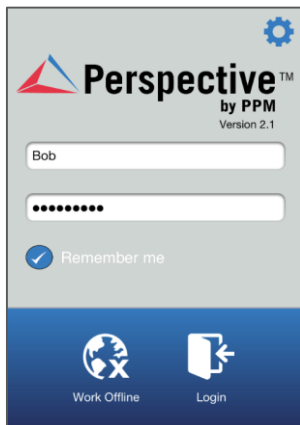 Perspective™
by PPM
Version 2.1
Bob
●●●●●●●●●
Remember me
Work Offline
Login